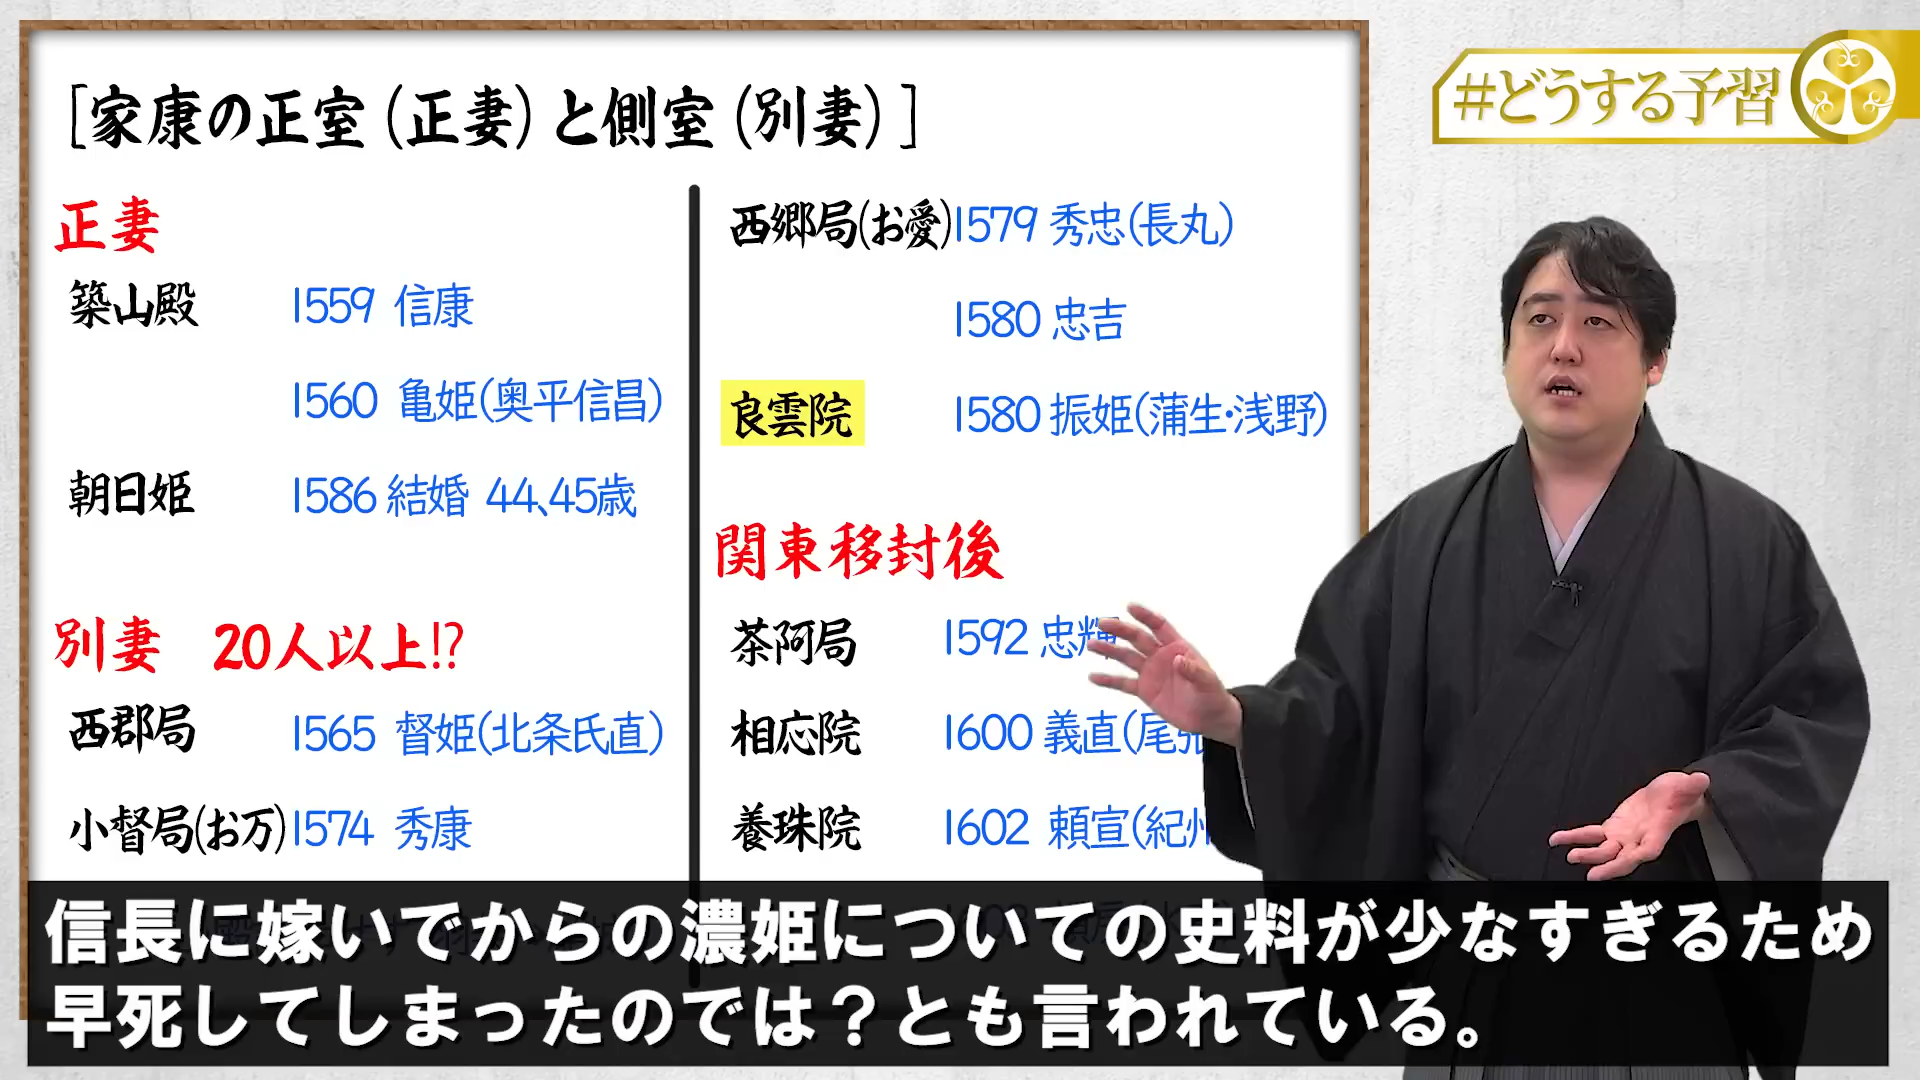 [家康の正室(正妻)と側室(別妻)]
#どうする予習
正妻
築山殿 1559 信康
1560 亀姫(奥平信昌)
朝日姫 1586 結婚 44、45歳
別妻 20人以上!?
西郡局 1565 督姫(北条氏直)
小督局(お万) 1574 秀康
西郷局(お愛) 1579 秀忠(長丸)
1580 忠吉
良雲院 1580 振姫(蒲生・浅野)
関東移封後
茶阿局 1592 忠輝
相応院 1600 義直(尾張
養珠院 1602 頼宣(紀州
信長に嫁いでからの濃姫についての史料が少なすぎるため
早死してしまったのでは?とも言われている。